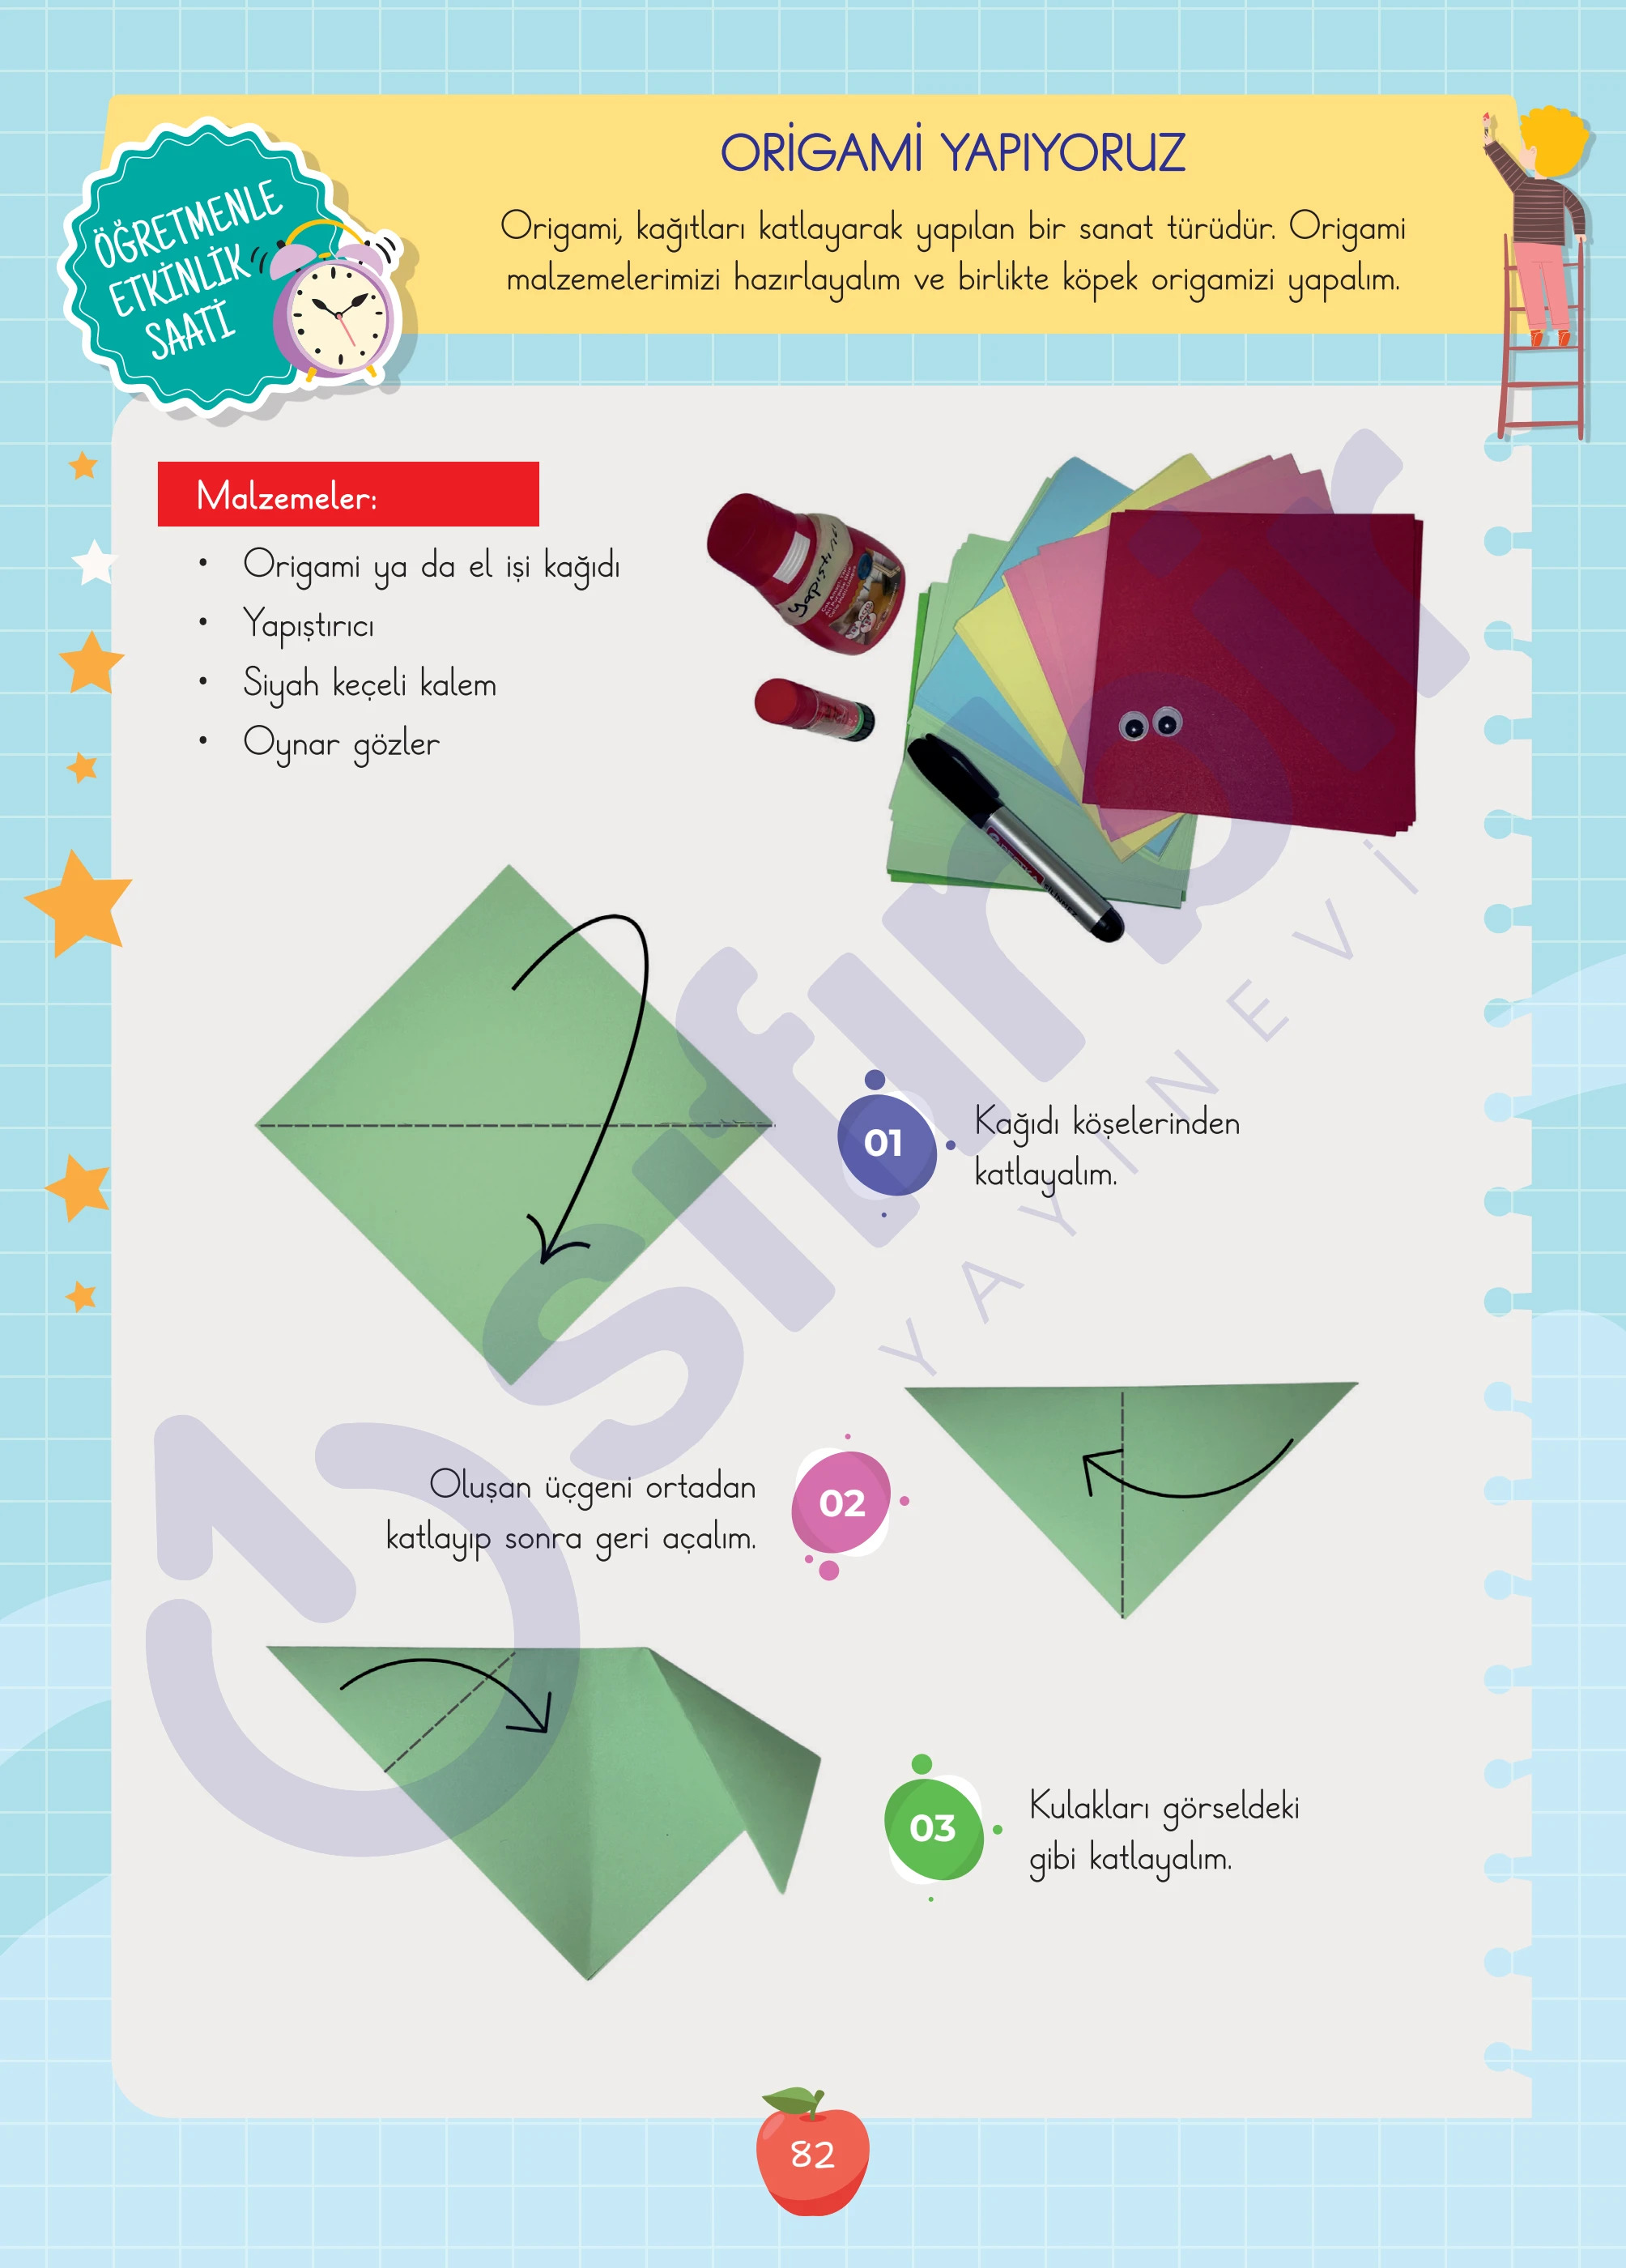 ÖĞRETMENLE
ETKİNLİK
SAATİ
ORİGAMİ YAPIYORUZ
Origami, kağıtları katlayarak yapılan bir sanat türüdür. Origami
malzemelerimizi hazırlayalım ve birlikte köpek origamizi yapalım.
Malzemeler:
• Origami ya da el işi kağıdı
• Yapıştırıcı
• Siyah keçeli kalem
• Oynar gözler
Yapıştırıcı
01
Kağıdı köşelerinden
katlayalım.
Oluşan üçgeni ortadan
katlayıp sonra geri açalım.
02
03
Kulakları görseldeki
gibi katlayalım.
sıfırbir
YAYINEVİ
82